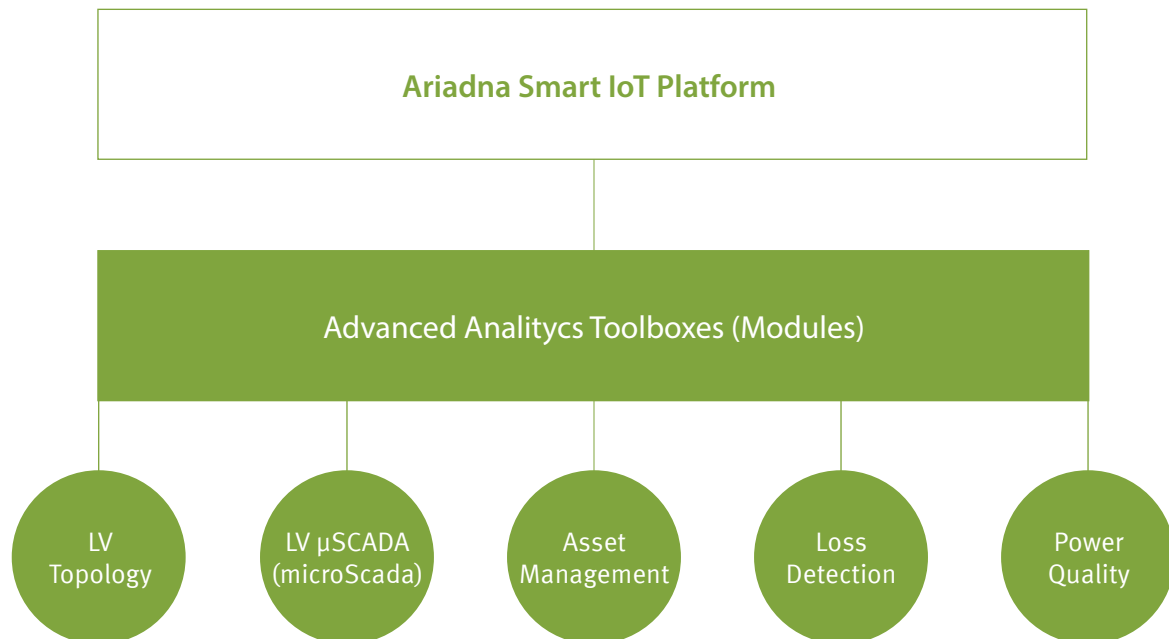 Ariadna Smart IoT Platform
Advanced Analitycs Toolboxes (Modules)
LV
Topology
LV µSCADA
(microScada)
Asset
Management
Loss
Detection
Power
Quality